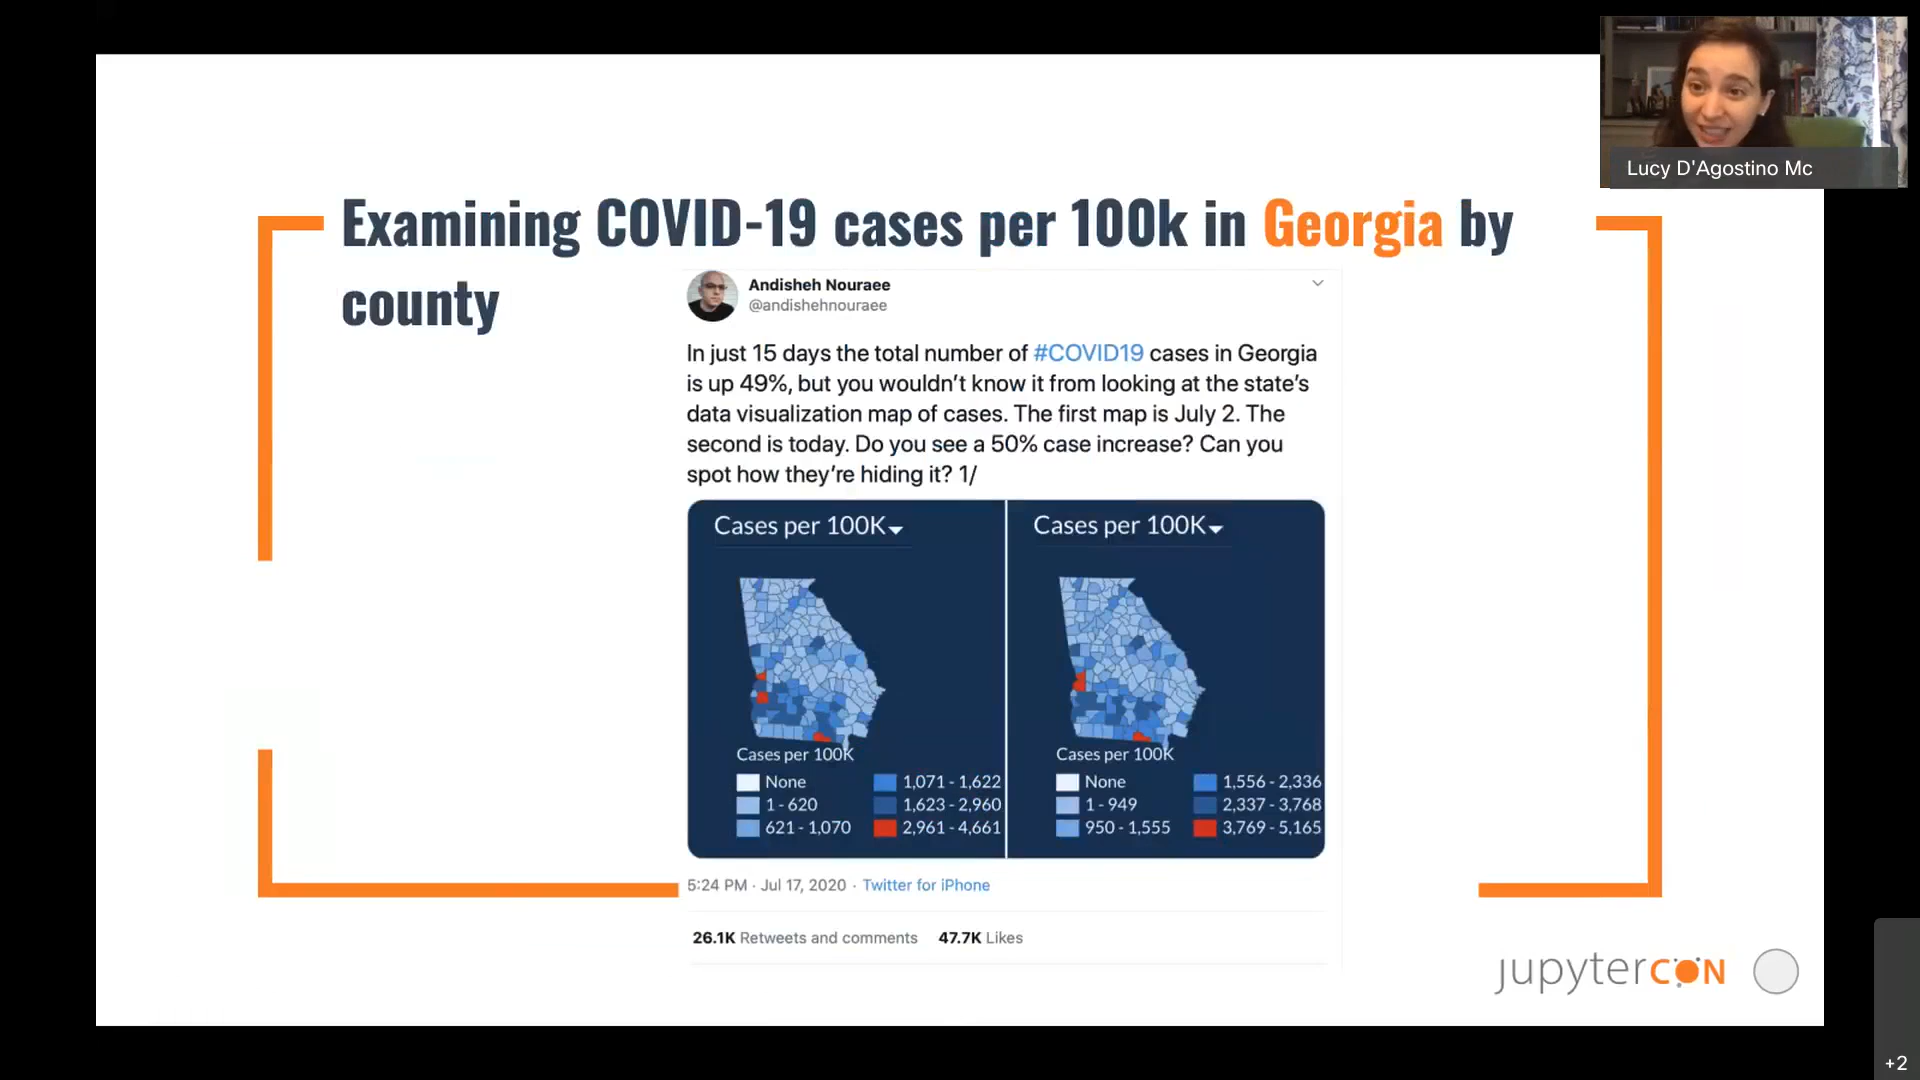 Lucy D'Agostino Mc
Examining COVID-19 cases per 100k in Georgia by
county
Andisheh Nouraee
@andishehnouraee
In just 15 days the total number of #COVID19 cases in Georgia
is up 49%, but you wouldn’t know it from looking at the state’s
data visualization map of cases. The first map is July 2. The
second is today. Do you see a 50% case increase? Can you
spot how they’re hiding it? 1/
Cases per 100K
Cases per 100K
None
1 - 620
621 - 1,070
1,071 - 1,622
1,623 - 2,960
2,961 - 4,661
Cases per 100K
Cases per 100K
None
1 - 949
950 - 1,555
1,556 - 2,336
2,337 - 3,768
3,769 - 5,165
5:24 PM · Jul 17, 2020 · Twitter for iPhone
26.1K Retweets and comments 47.7K Likes
jupyterCON
+2